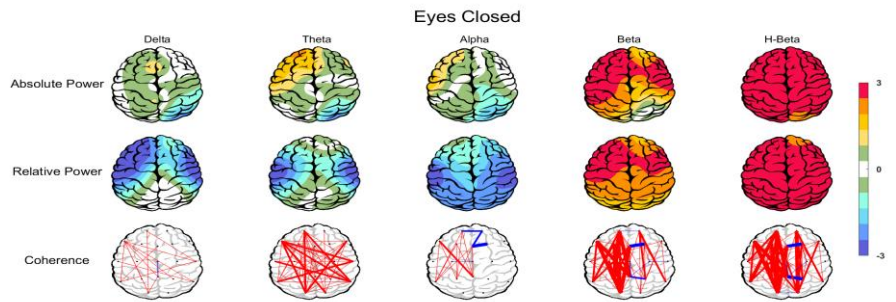 Eyes Closed
Delta Theta Alpha Beta H-Beta
Absolute Power
3
Relative Power
0
Coherence
-3